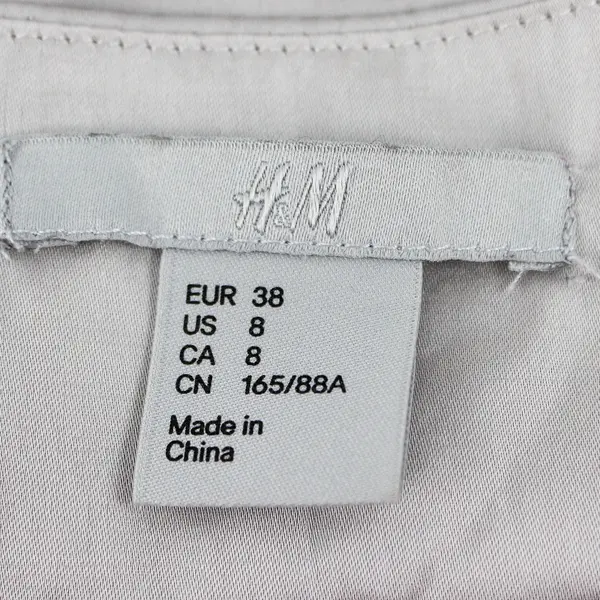 H&M
EUR 38
US 8
CA 8
CN 165/88A
Made in
China